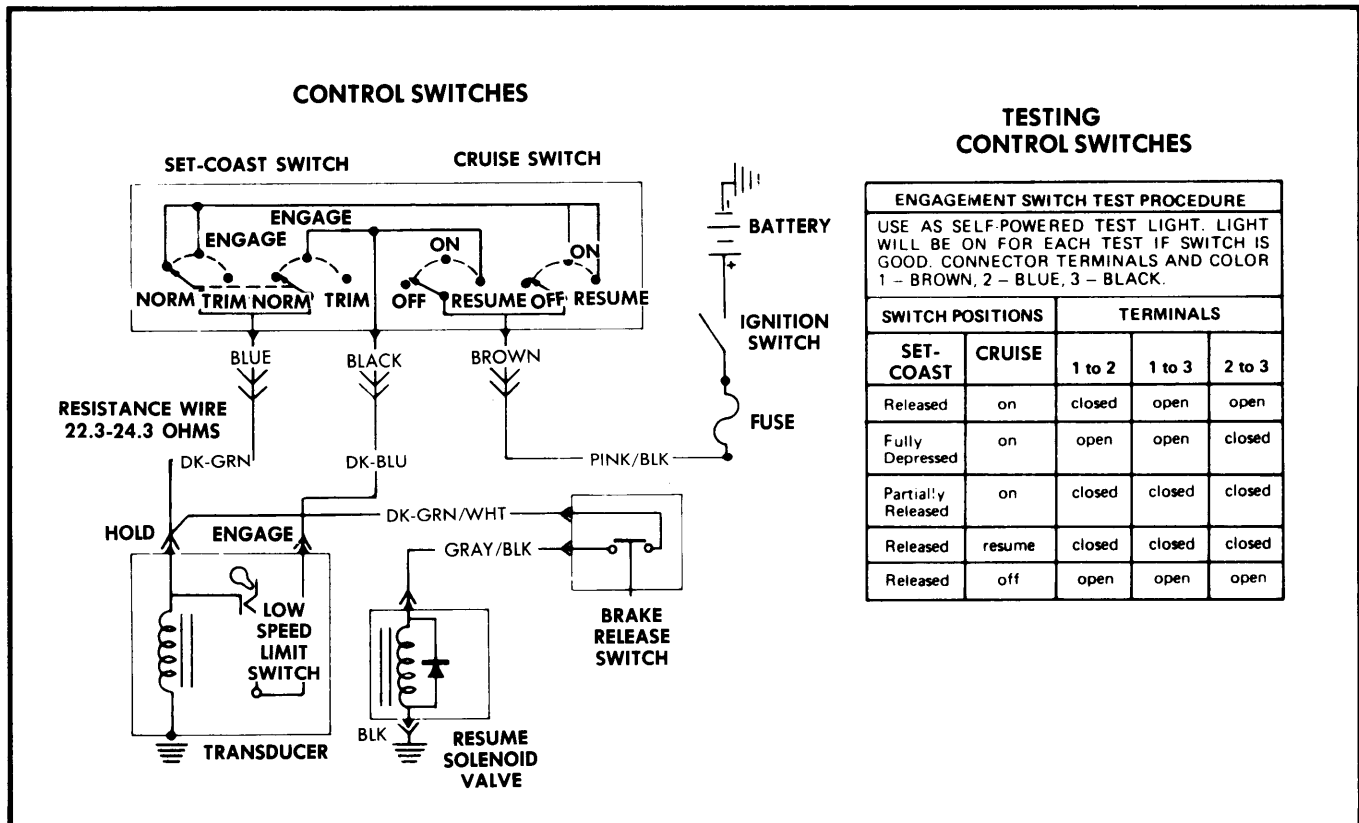 CONTROL SWITCHES
SET-COAST SWITCH
CRUISE SWITCH
ENGAGE
ENGAGE
ON
ON
NORM
TRIM
NORM
TRIM
OFF
RESUME
OFF
RESUME
BLUE
BLACK
BROWN
RESISTANCE WIRE
22.3-24.3 OHMS
DK-GRN
DK-BLU
PINK/BLK
BATTERY
+
IGNITION
SWITCH
FUSE
HOLD
ENGAGE
DK-GRN/WHT
GRAY/BLK
LOW
SPEED
LIMIT
SWITCH
BRAKE
RELEASE
SWITCH
TRANSDUCER
BLK
RESUME
SOLENOID
VALVE
TESTING
CONTROL SWITCHES
ENGAGEMENT SWITCH TEST PROCEDURE
USE AS SELF-POWERED TEST LIGHT. LIGHT
WILL BE ON FOR EACH TEST IF SWITCH IS
GOOD. CONNECTOR TERMINALS AND COLOR
1 – BROWN, 2 – BLUE, 3 – BLACK.
SWITCH POSITIONS TERMINALS
SET-
COAST CRUISE 1 to 2 1 to 3 2 to 3
Released on closed open open
Fully
Depressed on open open closed
Partially
Released on closed closed closed
Released resume closed closed closed
Released off open open open